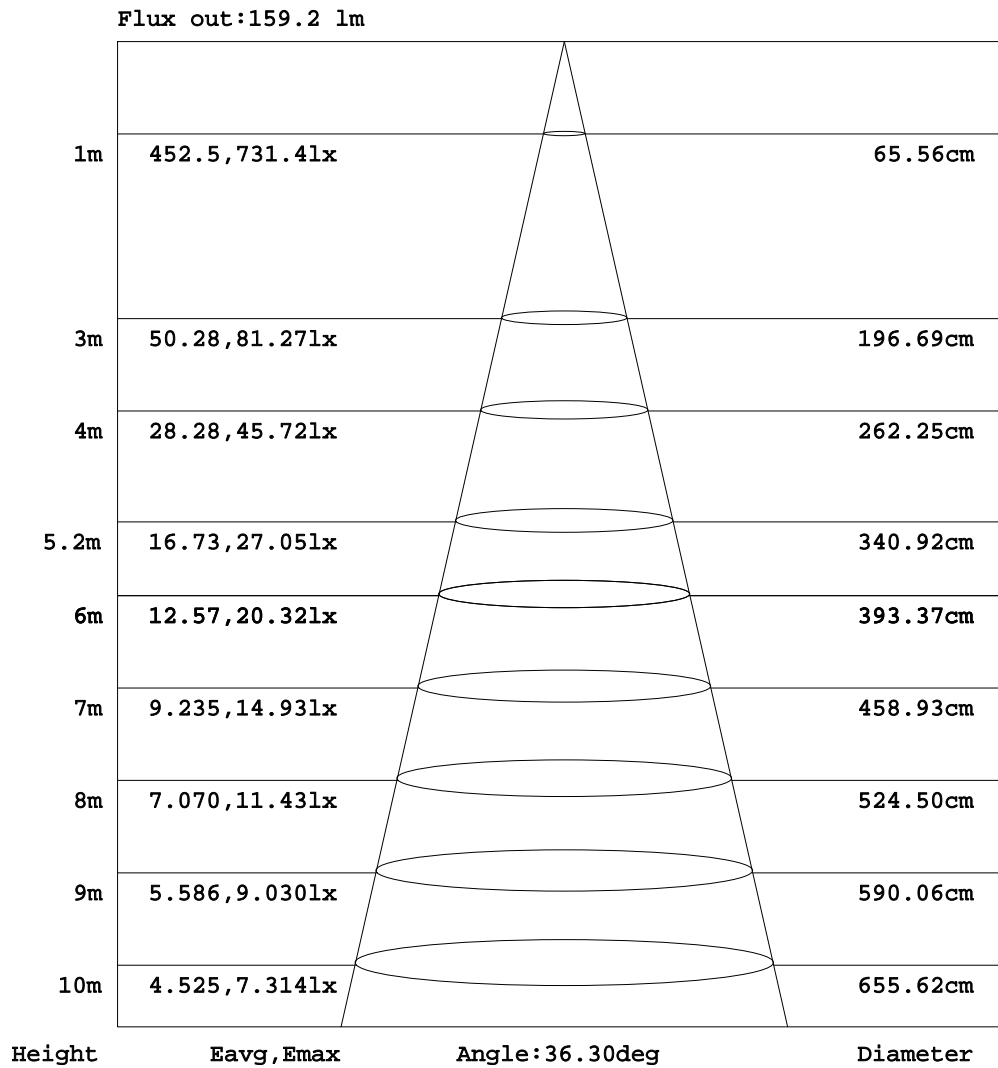 Flux out:159.2 lm
1m 452.5,731.4lx 65.56cm
3m 50.28,81.27lx 196.69cm
4m 28.28,45.72lx 262.25cm
5.2m 16.73,27.05lx 340.92cm
6m 12.57,20.32lx 393.37cm
7m 9.235,14.93lx 458.93cm
8m 7.070,11.43lx 524.50cm
9m 5.586,9.030lx 590.06cm
10m 4.525,7.314lx 655.62cm
Height Eavg,Emax Angle:36.30deg Diameter